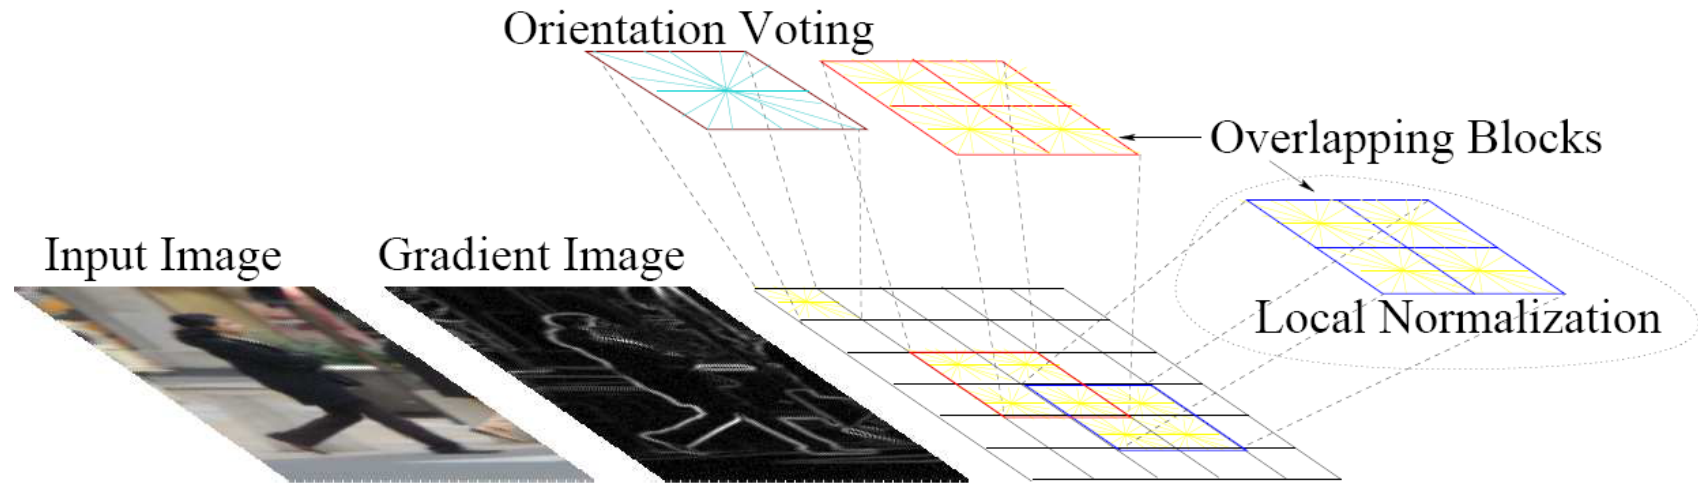 Orientation Voting
Overlapping Blocks
Input Image
Gradient Image
Local Normalization